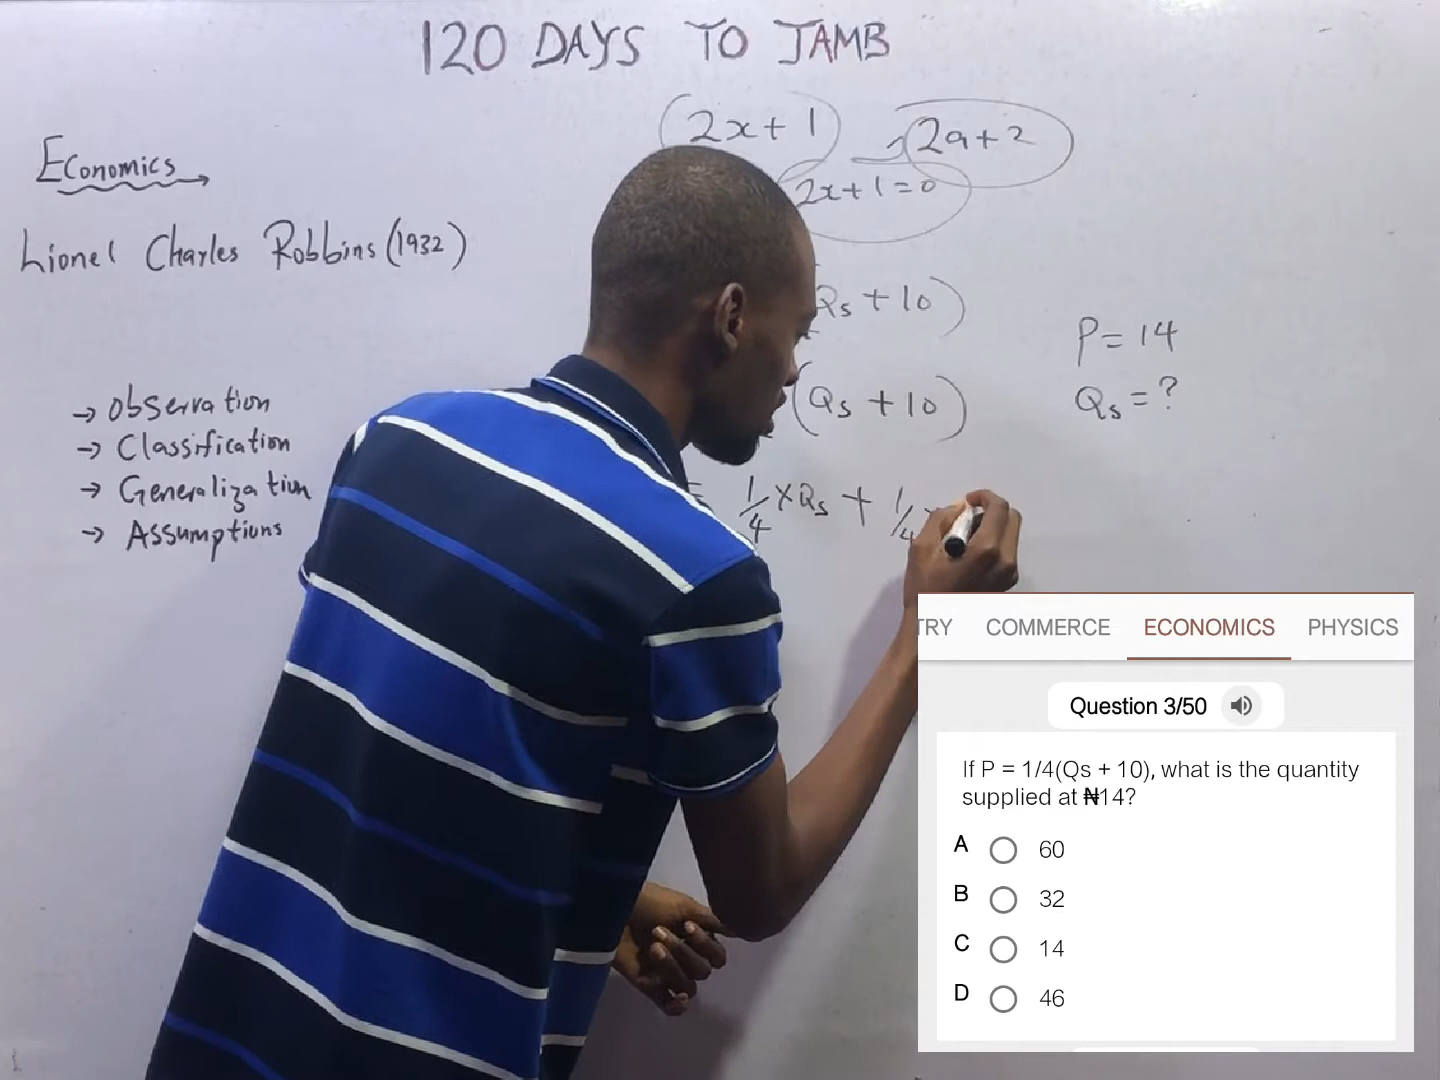 120 DAYS TO JAMB
Economics
Lionel Charles Robbins (1932)
→ Observation
→ Classification
→ Generalization
→ Assumptions
(2x+1)
2a+2
2x+1=0
Qs + 10)
(Qs + 10)
= 1/4 x Qs + 1/4
P = 14
Qs = ?
TRY COMMERCE ECONOMICS PHYSICS
Question 3/50
If P = 1/4(Qs + 10), what is the quantity
supplied at ₦14?
A 60
B 32
C 14
D 46